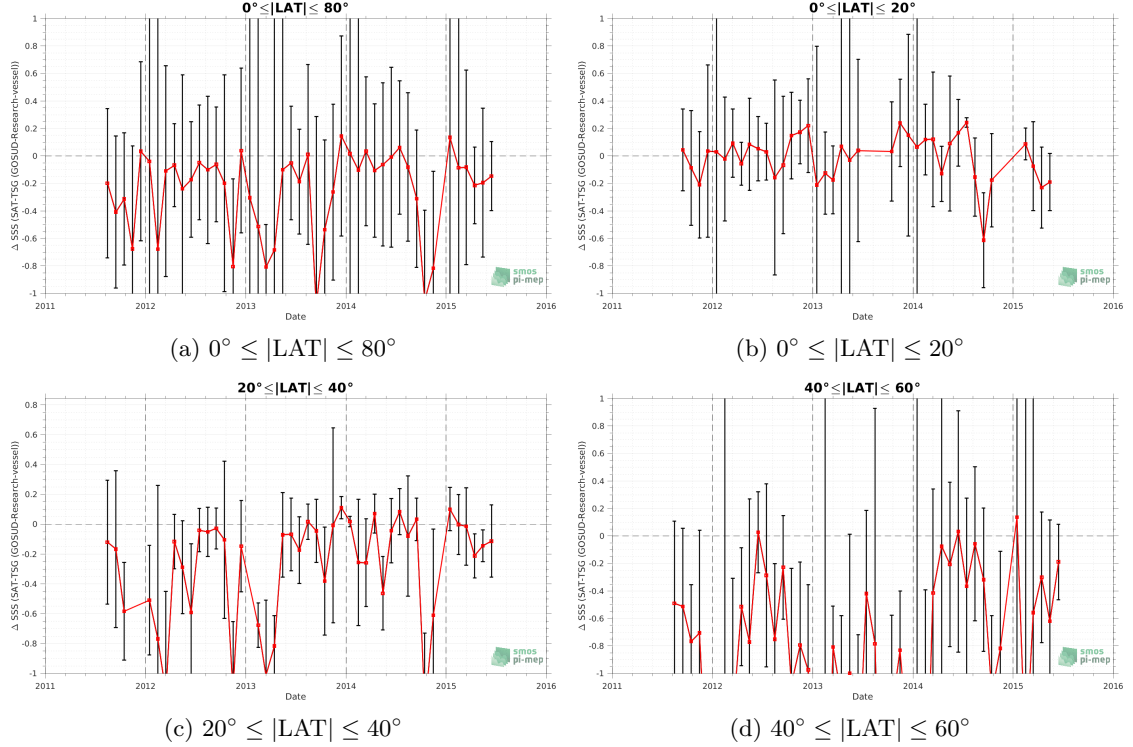 0°≤|LAT|≤ 80°
Δ SSS (SAT-TSG (GOSUD-Research-vessel))
1
0.8
0.6
0.4
0.2
0
-0.2
-0.4
-0.6
-0.8
-1
2011 2012 2013 2014 2015 2016
Date
smos
pi-mep
(a) 0° ≤ |LAT| ≤ 80°
0°≤|LAT|≤ 20°
Δ SSS (SAT-TSG (GOSUD-Research-vessel))
1
0.8
0.6
0.4
0.2
0
-0.2
-0.4
-0.6
-0.8
-1
2011 2012 2013 2014 2015 2016
Date
smos
pi-mep
(b) 0° ≤ |LAT| ≤ 20°
20°≤|LAT|≤ 40°
Δ SSS (SAT-TSG (GOSUD-Research-vessel))
0.8
0.6
0.4
0.2
0
-0.2
-0.4
-0.6
-0.8
-1
2011 2012 2013 2014 2015 2016
Date
smos
pi-mep
(c) 20° ≤ |LAT| ≤ 40°
40°≤|LAT|≤ 60°
Δ SSS (SAT-TSG (GOSUD-Research-vessel))
0.8
0.6
0.4
0.2
0
-0.2
-0.4
-0.6
-0.8
-1
2011 2012 2013 2014 2015 2016
Date
smos
pi-mep
(d) 40° ≤ |LAT| ≤ 60°